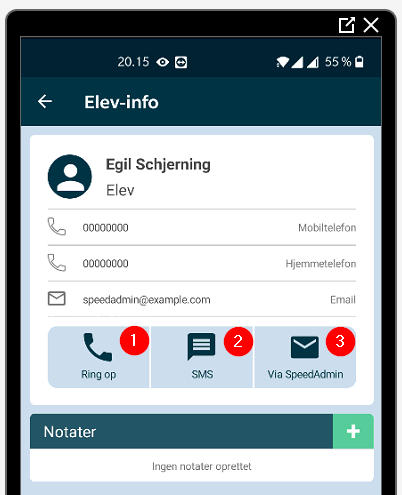 20.15 55 %
Elev-info
Egil Schjerning
Elev
00000000 Mobiltelefon
00000000 Hjemmetelefon
speedadmin@example.com Email
1 2 3
Ring op SMS Via SpeedAdmin
Notater +
Ingen notater oprettet